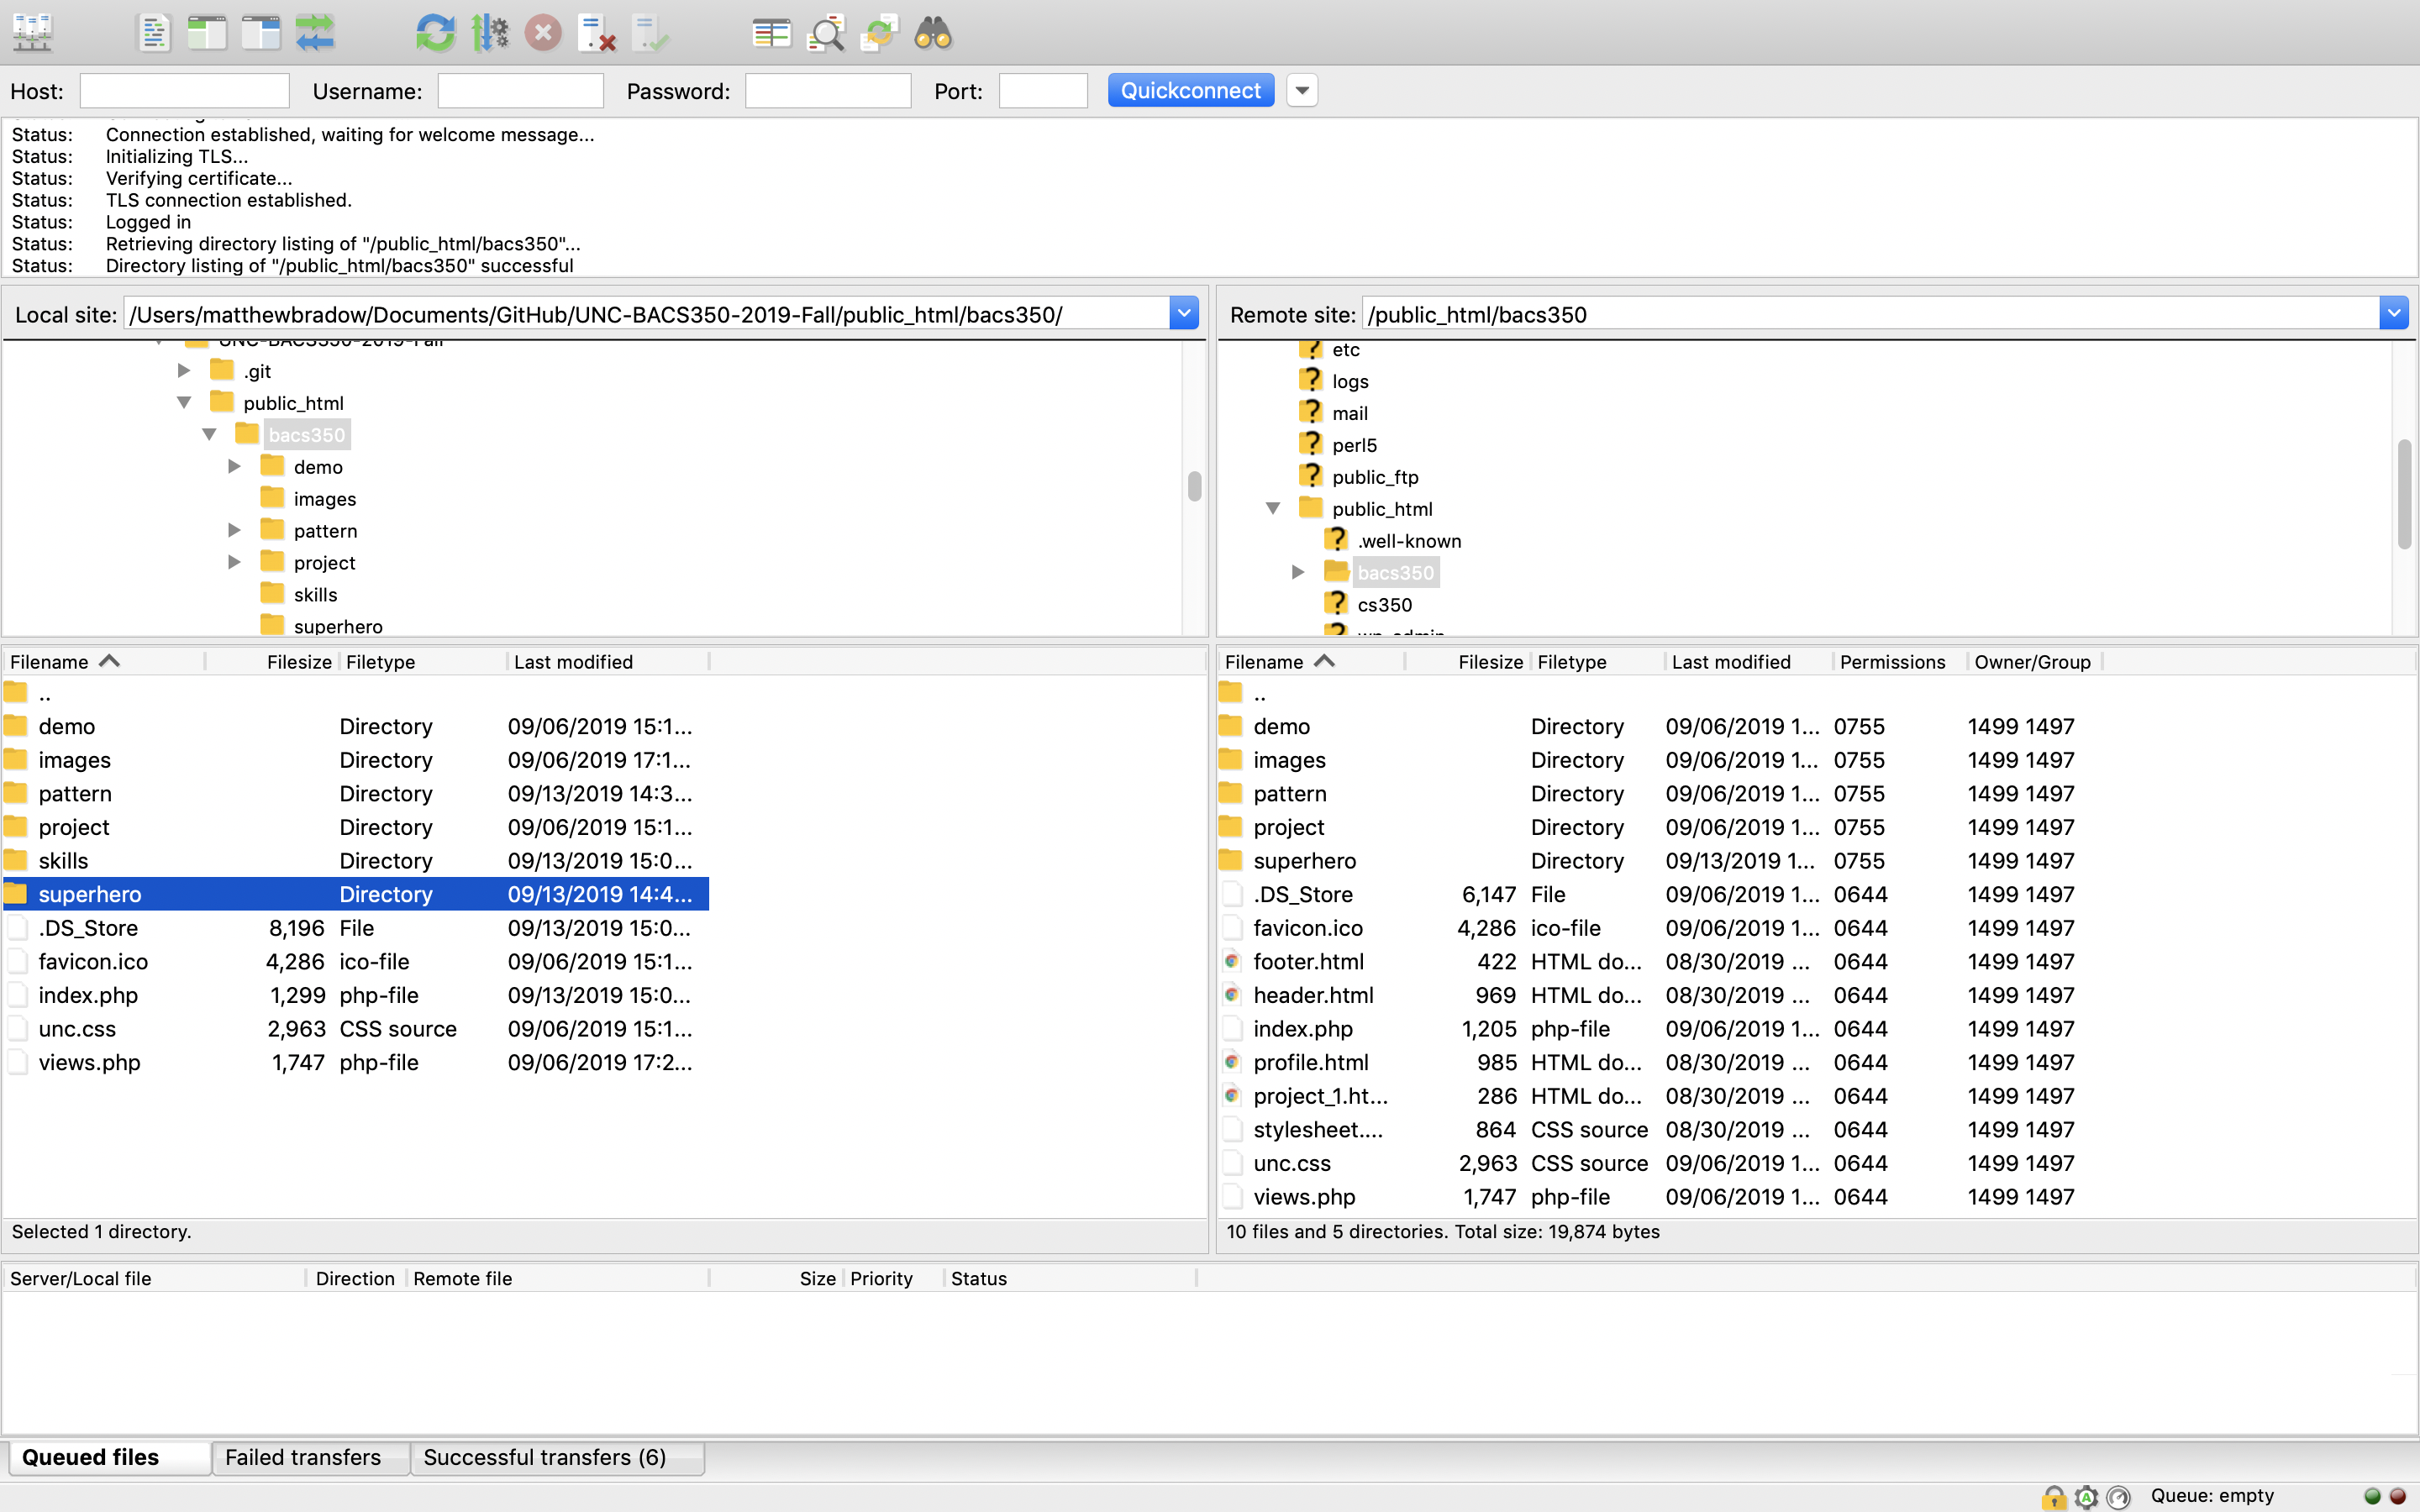 Host: Username: Password: Port: Quickconnect
Status: Connection established, waiting for welcome message...
Status: Initializing TLS...
Status: Verifying certificate...
Status: TLS connection established.
Status: Logged in
Status: Retrieving directory listing of "/public_html/bacs350"...
Status: Directory listing of "/public_html/bacs350" successful
Local site: /Users/matthewbradow/Documents/GitHub/UNC-BACS350-2019-Fall/public_html/bacs350/
UNC-BACS350-2019-Fall
.git
public_html
bacs350
demo
images
pattern
project
skills
superhero
Remote site: /public_html/bacs350
etc
logs
mail
perl5
public_ftp
public_html
.well-known
bacs350
cs350
Filename Filesize Filetype Last modified
..
demo Directory 09/06/2019 15:1...
images Directory 09/06/2019 17:1...
pattern Directory 09/13/2019 14:3...
project Directory 09/06/2019 15:1...
skills Directory 09/13/2019 15:0...
superhero Directory 09/13/2019 14:4...
.DS_Store 8,196 File 09/13/2019 15:0...
favicon.ico 4,286 ico-file 09/06/2019 15:1...
index.php 1,299 php-file 09/13/2019 15:0...
unc.css 2,963 CSS source 09/06/2019 15:1...
views.php 1,747 php-file 09/06/2019 17:2...
Selected 1 directory.
Filename Filesize Filetype Last modified Permissions Owner/Group
..
demo Directory 09/06/2019 1... 0755 1499 1497
images Directory 09/06/2019 1... 0755 1499 1497
pattern Directory 09/06/2019 1... 0755 1499 1497
project Directory 09/06/2019 1... 0755 1499 1497
superhero Directory 09/13/2019 1... 0755 1499 1497
.DS_Store 6,147 File 09/06/2019 1... 0644 1499 1497
favicon.ico 4,286 ico-file 09/06/2019 1... 0644 1499 1497
footer.html 422 HTML do... 08/30/2019 ... 0644 1499 1497
header.html 969 HTML do... 08/30/2019 ... 0644 1499 1497
index.php 1,205 php-file 09/06/2019 1... 0644 1499 1497
profile.html 985 HTML do... 08/30/2019 ... 0644 1499 1497
project_1.ht... 286 HTML do... 08/30/2019 ... 0644 1499 1497
stylesheet.... 864 CSS source 08/30/2019 ... 0644 1499 1497
unc.css 2,963 CSS source 09/06/2019 1... 0644 1499 1497
views.php 1,747 php-file 09/06/2019 1... 0644 1499 1497
10 files and 5 directories. Total size: 19,874 bytes
Server/Local file Direction Remote file Size Priority Status
Queued files Failed transfers Successful transfers (6)
Queue: empty